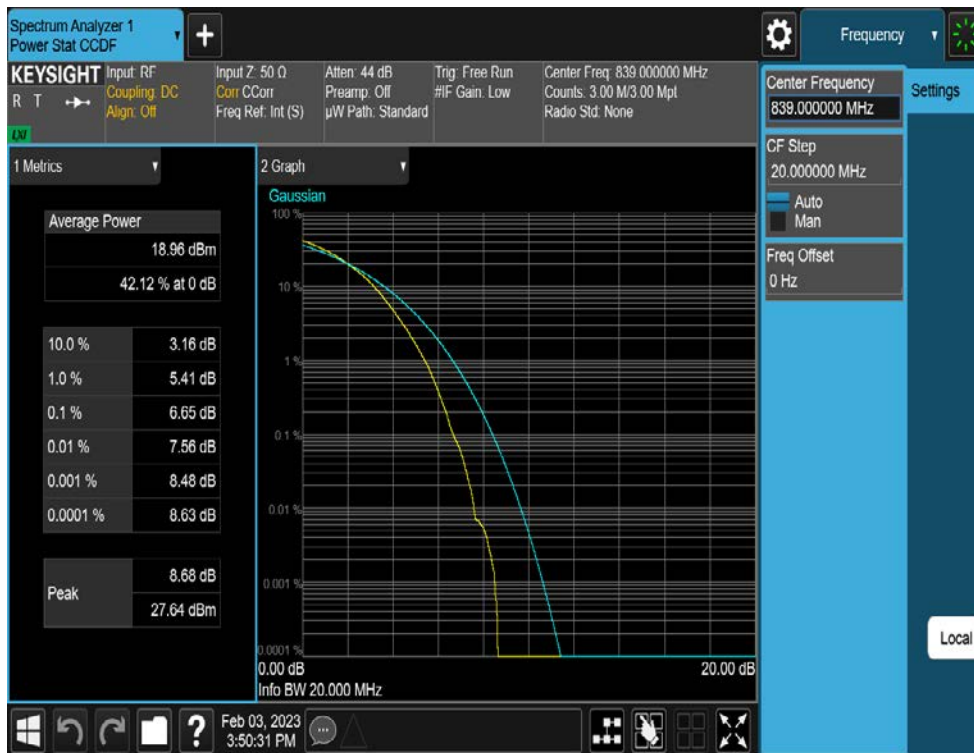 Spectrum Analyzer 1
Power Stat CCDF
Frequency
KEYSIGHT
R T
LXI
Input: RF
Coupling: DC
Align: Off
Input Z: 50 Ω
Corr CCorr
Freq Ref: Int (S)
Atten: 44 dB
Preamp: Off
µW Path: Standard
Trig: Free Run
#IF Gain: Low
Center Freq: 839.000000 MHz
Counts: 3.00 M/3.00 Mpt
Radio Std: None
Center Frequency
839.000000 MHz
Settings
CF Step
20.000000 MHz
Auto
Man
Freq Offset
0 Hz
1 Metrics
Average Power
18.96 dBm
42.12 % at 0 dB
10.0 % 3.16 dB
1.0 % 5.41 dB
0.1 % 6.65 dB
0.01 % 7.56 dB
0.001 % 8.48 dB
0.0001 % 8.63 dB
Peak
8.68 dB
27.64 dBm
2 Graph
Gaussian
100 %
10 %
1 %
0.1 %
0.01 %
0.001 %
0.0001 %
0.00 dB 20.00 dB
Info BW 20.000 MHz
Local
?
Feb 03, 2023
3:50:31 PM